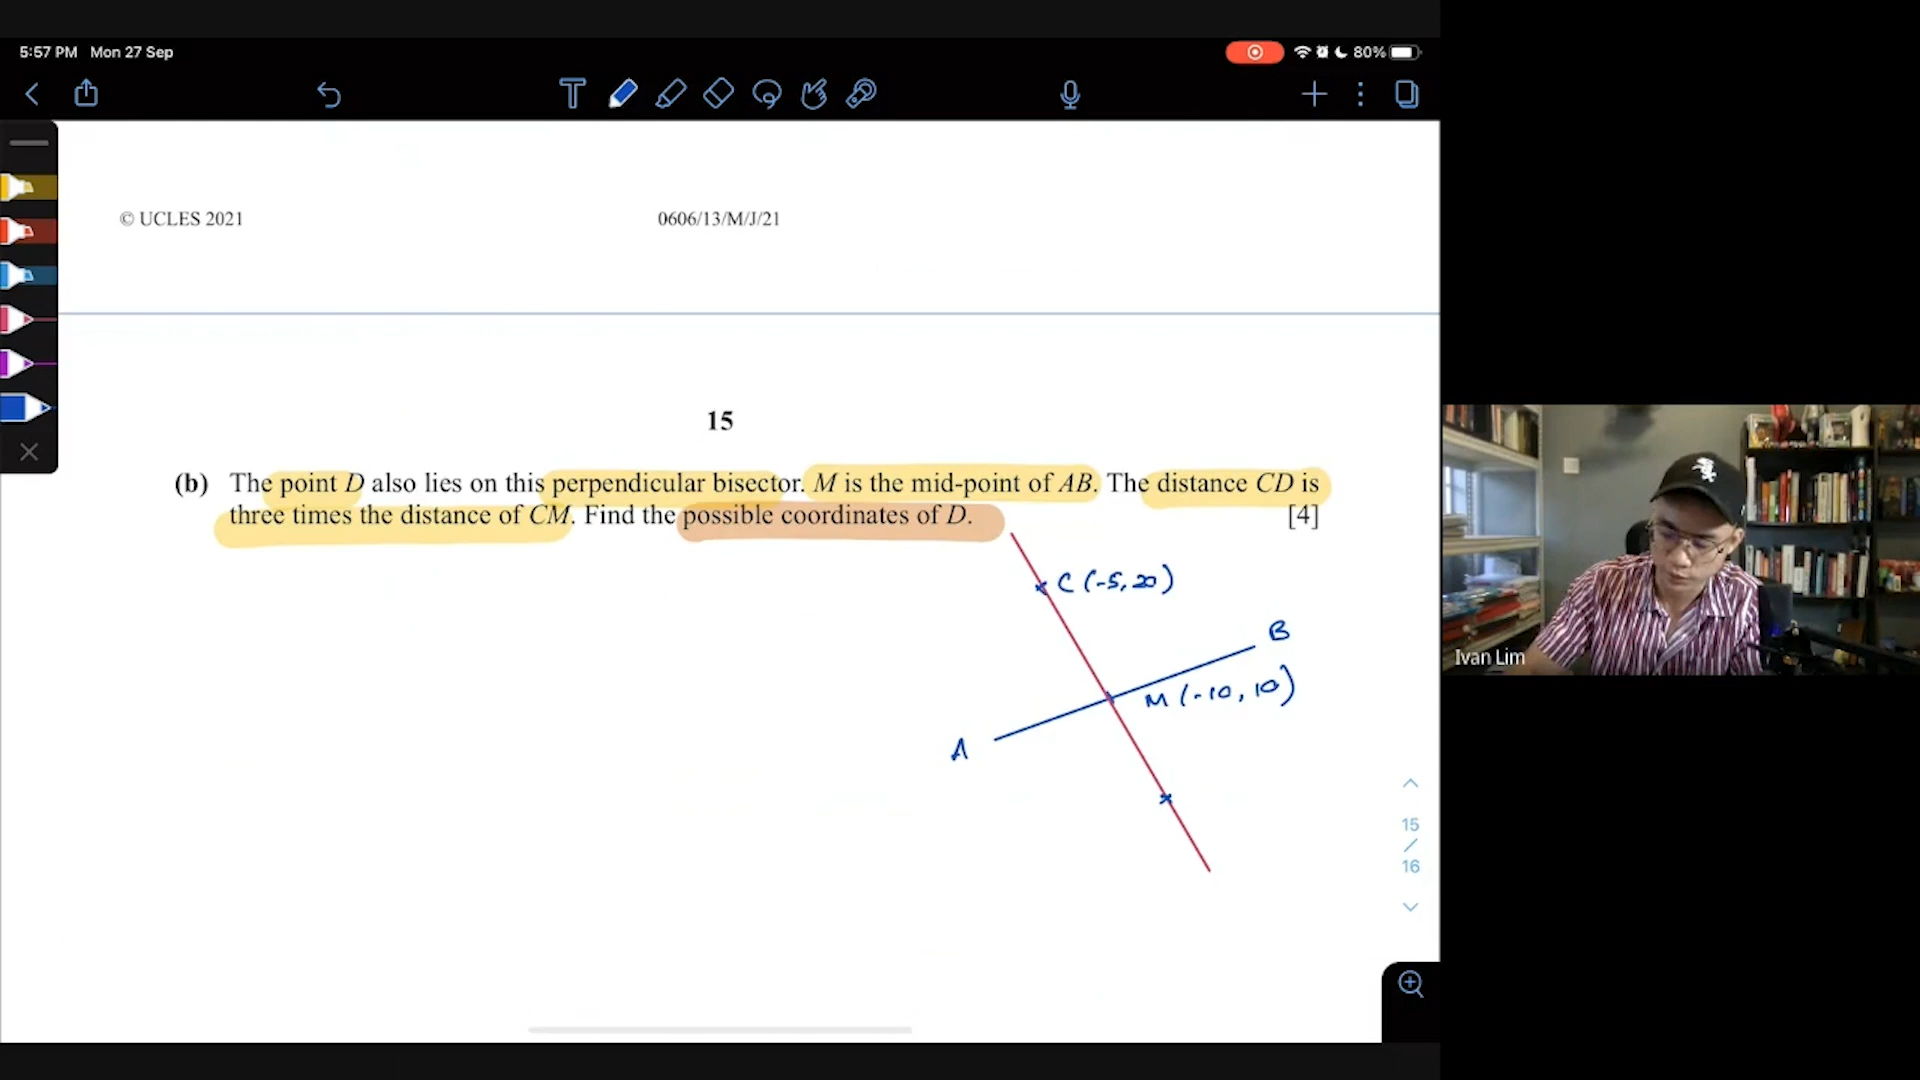 5:57 PM Mon 27 Sep
80%
© UCLES 2021
0606/13/M/J/21
15
(b) The point D also lies on this perpendicular bisector. M is the mid-point of AB. The distance CD is
three times the distance of CM. Find the possible coordinates of D. [4]
C (-5, 20)
B
M (-10, 10)
A
15
/
16
Ivan Lim